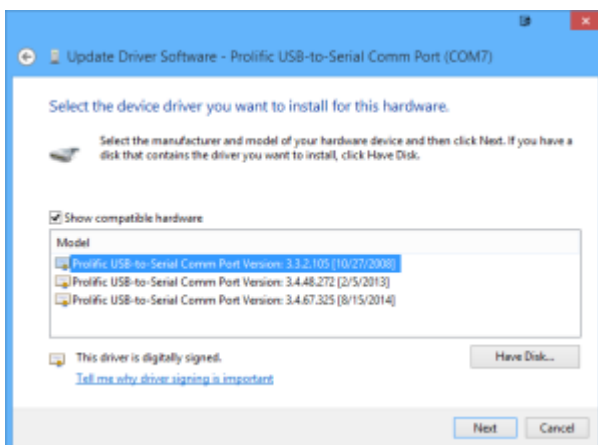 Update Driver Software - Prolific USB-to-Serial Comm Port (COM7)
Select the device driver you want to install for this hardware.
Select the manufacturer and model of your hardware device and then click Next. If you have a
disk that contains the driver you want to install, click Have Disk.
Show compatible hardware
Model
Prolific USB-to-Serial Comm Port Version: 3.3.2.105 [10/27/2008]
Prolific USB-to-Serial Comm Port Version: 3.4.48.272 [2/5/2013]
Prolific USB-to-Serial Comm Port Version: 3.4.67.325 [8/15/2014]
This driver is digitally signed.
Have Disk...
Tell me why driver signing is important
Next
Cancel